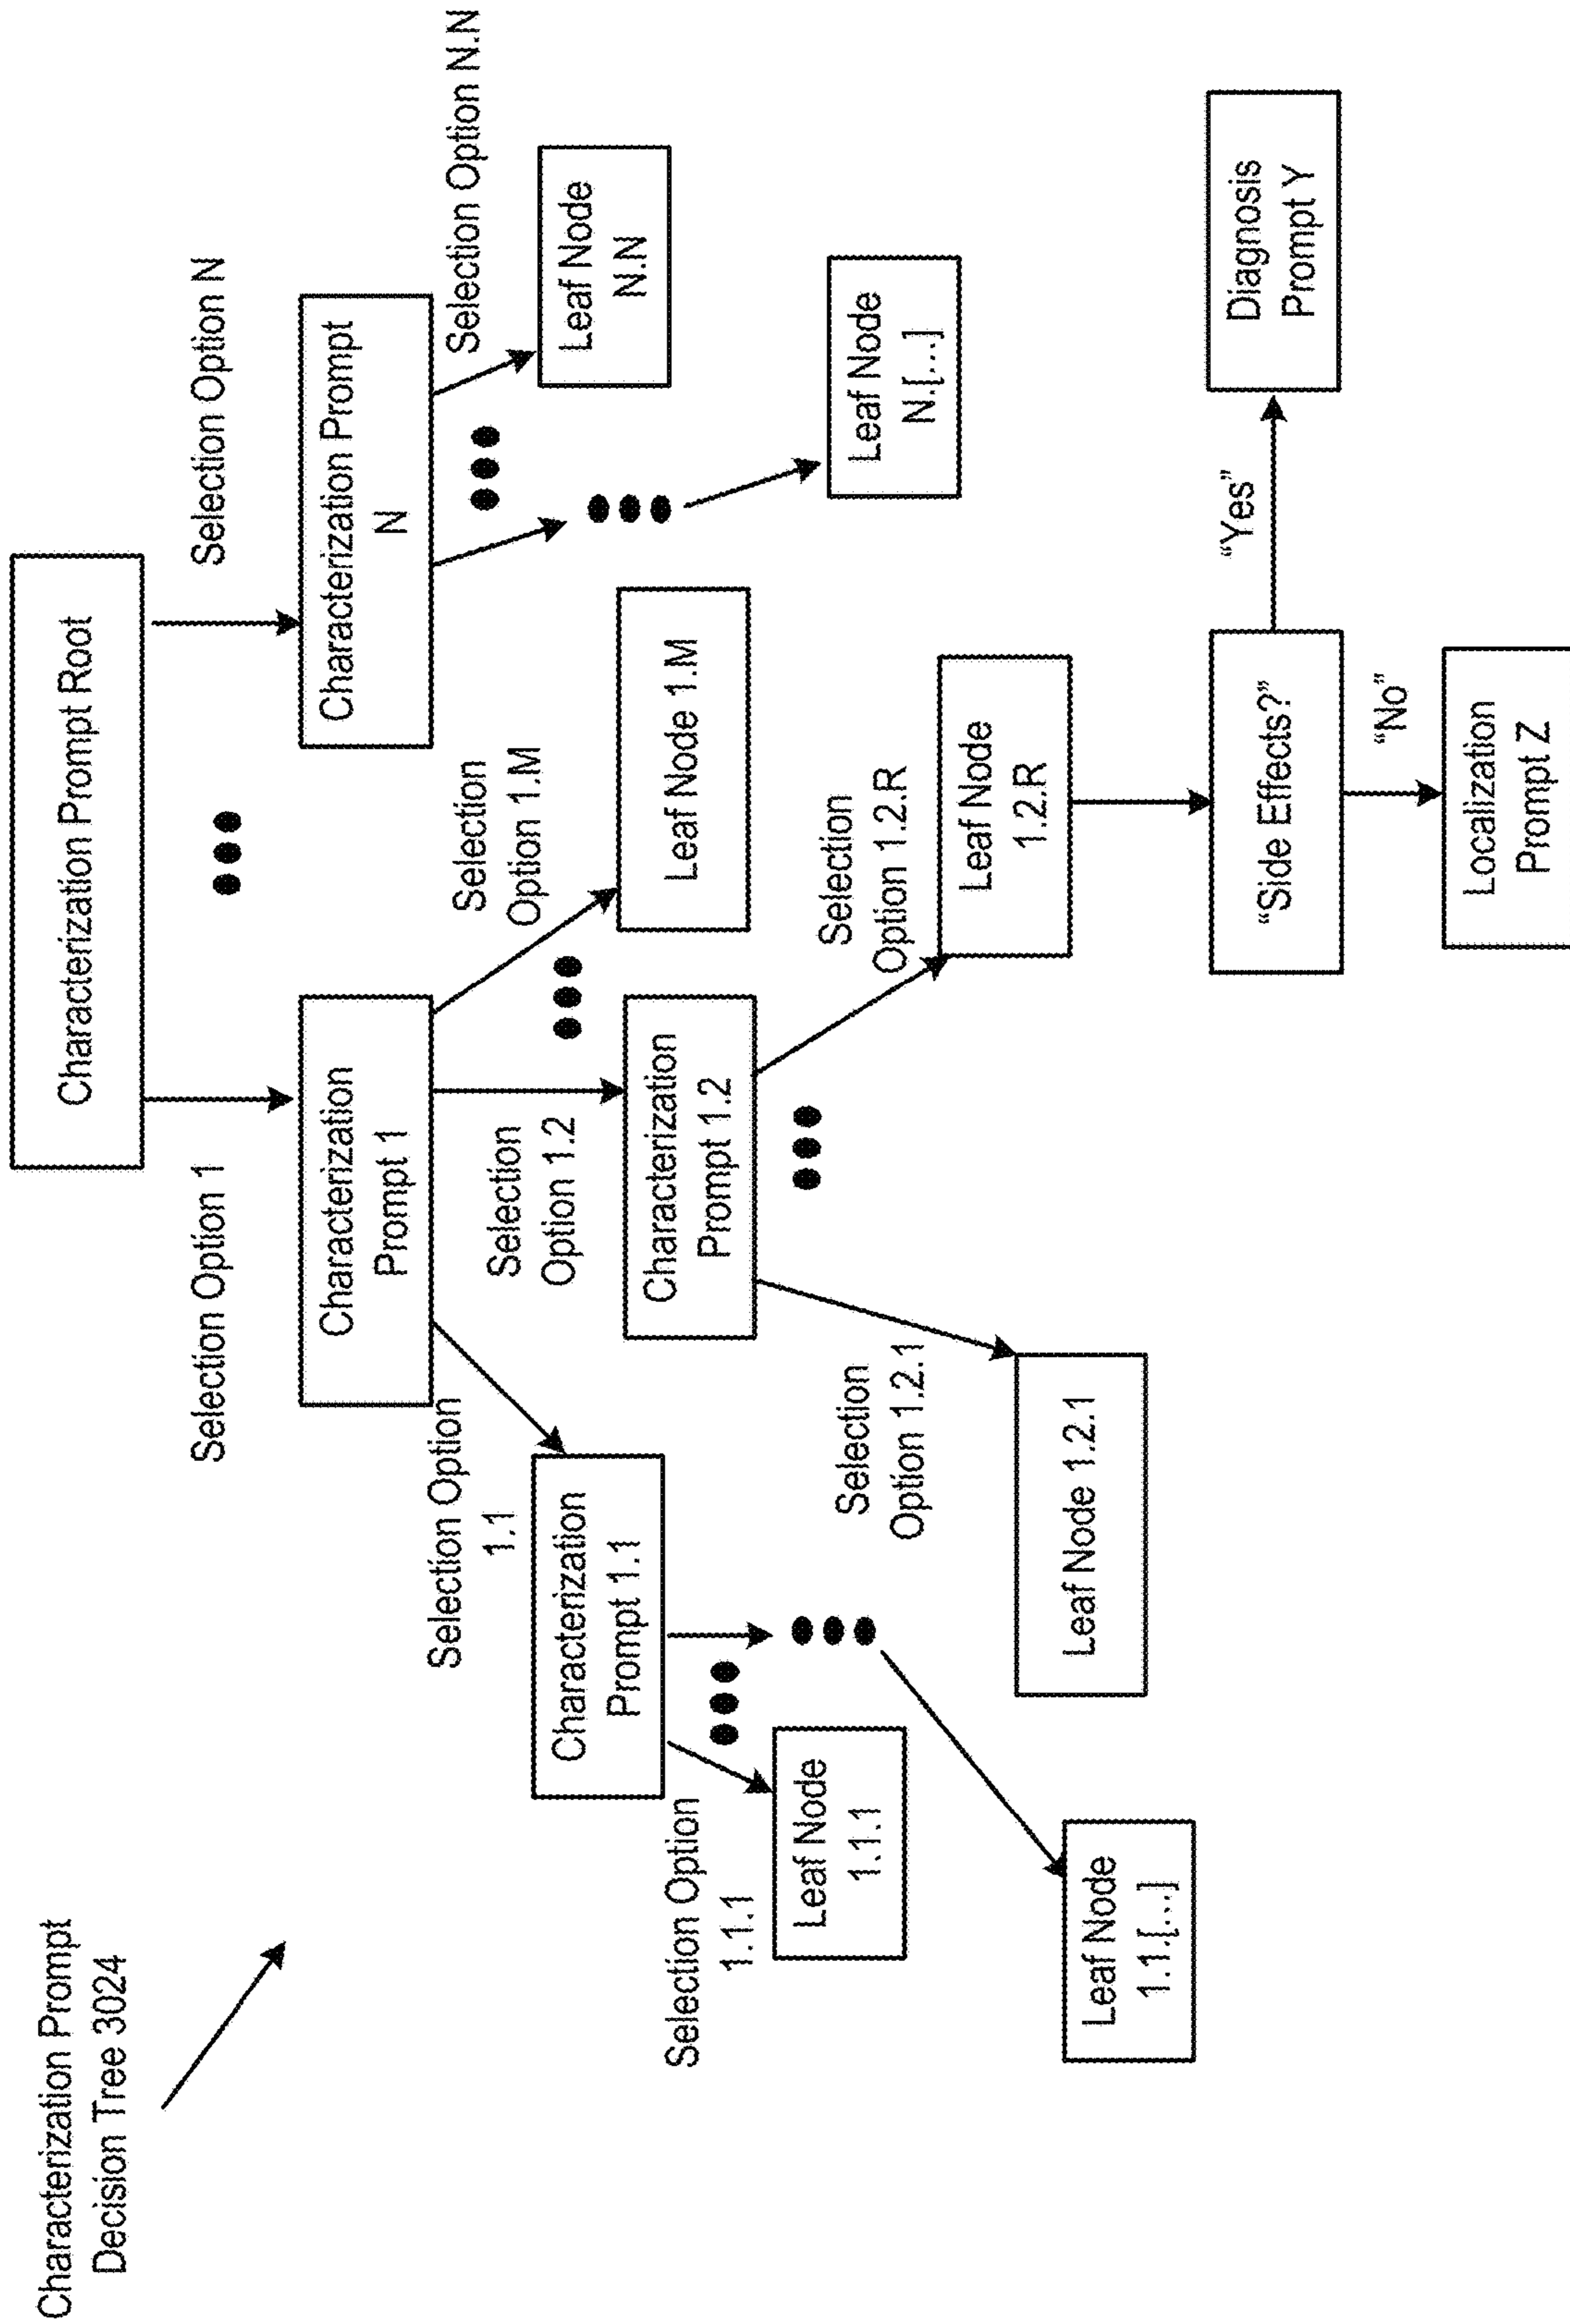 Characterization Prompt
Decision Tree 3024
Characterization Prompt Root
Selection Option 1
Selection Option N
Characterization
Prompt 1
Characterization Prompt
N
Selection Option
1.1
Selection
Option 1.2
Selection
Option 1.M
Selection Option N.N
Characterization
Prompt 1.1
Characterization
Prompt 1.2
Leaf Node 1.M
Leaf Node
N.N
Selection Option
1.1.1
Leaf Node
1.1.1
Selection
Option 1.2.1
Selection
Option 1.2.R
Leaf Node
N.[...]
Leaf Node
1.1.[...]
Leaf Node 1.2.1
Leaf Node
1.2.R
“Side Effects?”
“Yes”
Diagnosis
Prompt Y
“No”
Localization
Prompt Z